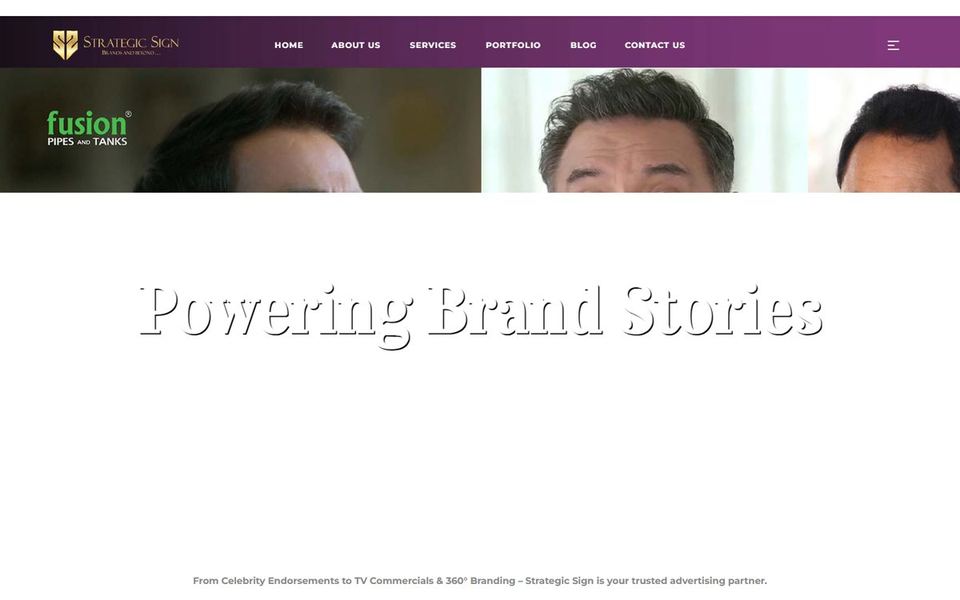 STRATEGIC SIGN
BRANDS AND BEYOND ...
HOME ABOUT US SERVICES PORTFOLIO BLOG CONTACT US
fusion®
PIPES AND TANKS
Powering Brand Stories
From Celebrity Endorsements to TV Commercials & 360° Branding – Strategic Sign is your trusted advertising partner.